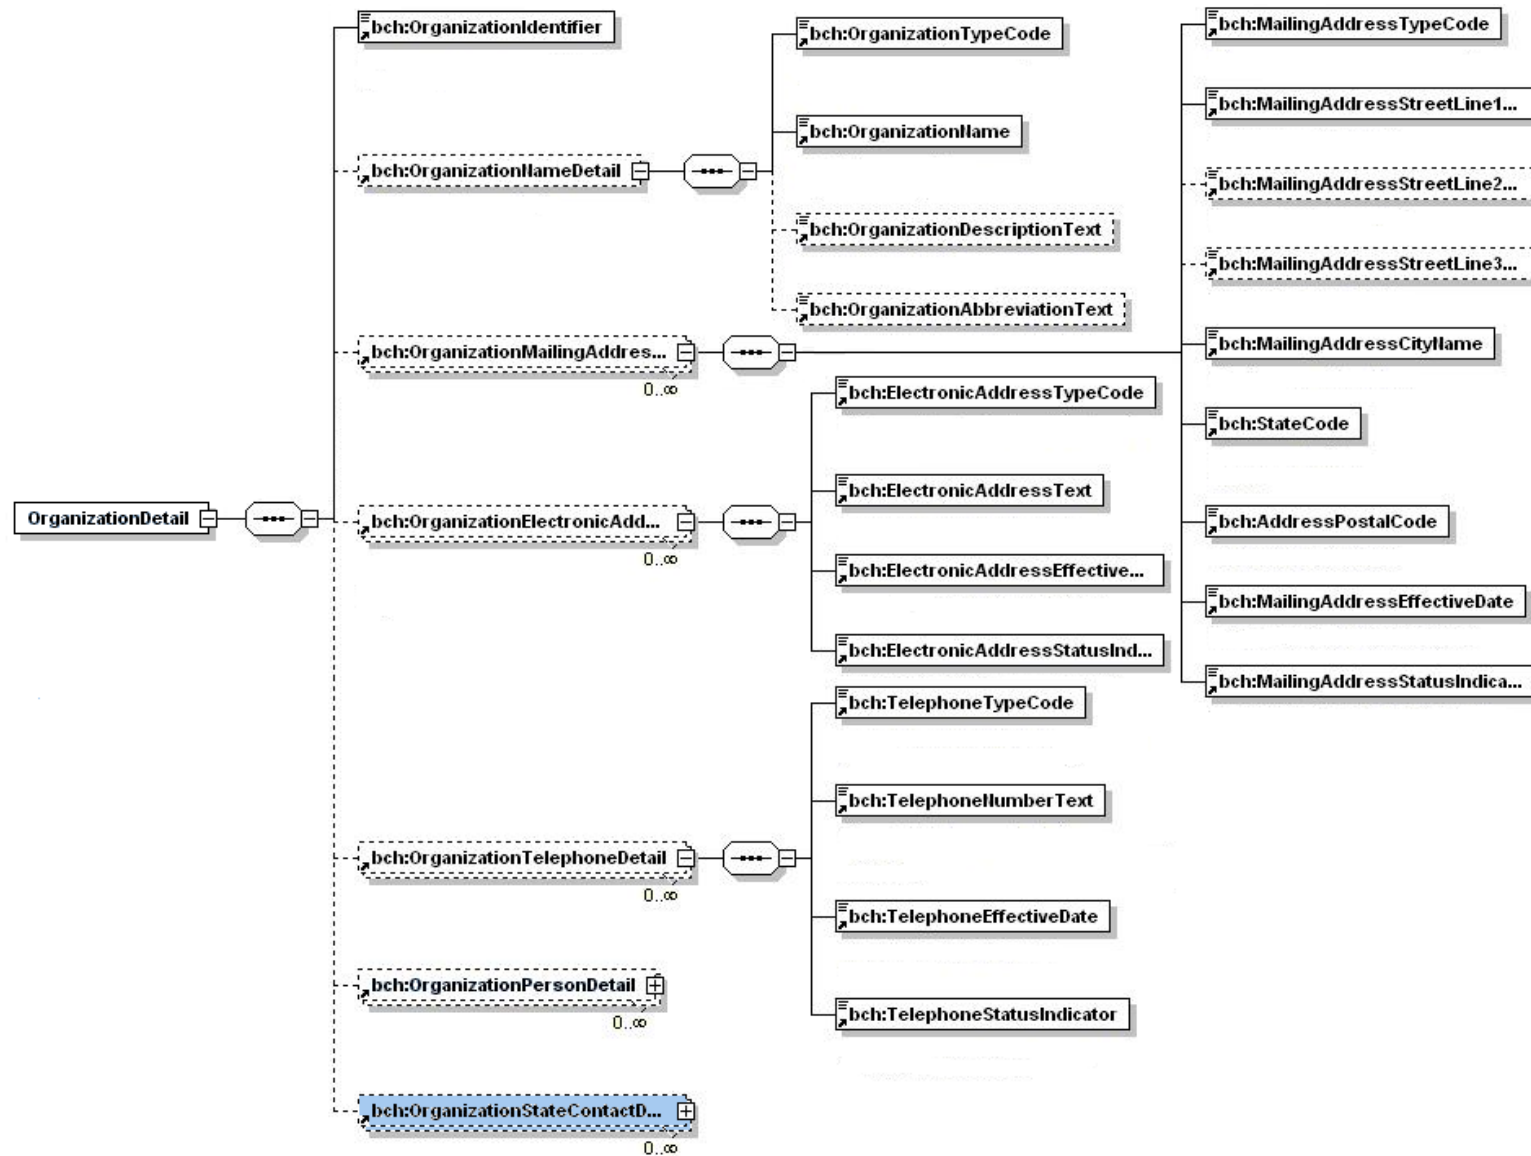 OrganizationDetail
bch:OrganizationIdentifier
bch:OrganizationNameDetail
bch:OrganizationTypeCode
bch:OrganizationName
bch:OrganizationDescriptionText
bch:OrganizationAbbreviationText
bch:OrganizationMailingAddres...
0..∞
bch:MailingAddressTypeCode
bch:MailingAddressStreetLine1...
bch:MailingAddressStreetLine2...
bch:MailingAddressStreetLine3...
bch:MailingAddressCityName
bch:StateCode
bch:AddressPostalCode
bch:MailingAddressEffectiveDate
bch:MailingAddressStatusIndica...
bch:OrganizationElectronicAdd...
0..∞
bch:ElectronicAddressTypeCode
bch:ElectronicAddressText
bch:ElectronicAddressEffective...
bch:ElectronicAddressStatusInd...
bch:OrganizationTelephoneDetail
0..∞
bch:TelephoneTypeCode
bch:TelephoneNumberText
bch:TelephoneEffectiveDate
bch:TelephoneStatusIndicator
bch:OrganizationPersonDetail
0..∞
bch:OrganizationStateContactD...
0..∞